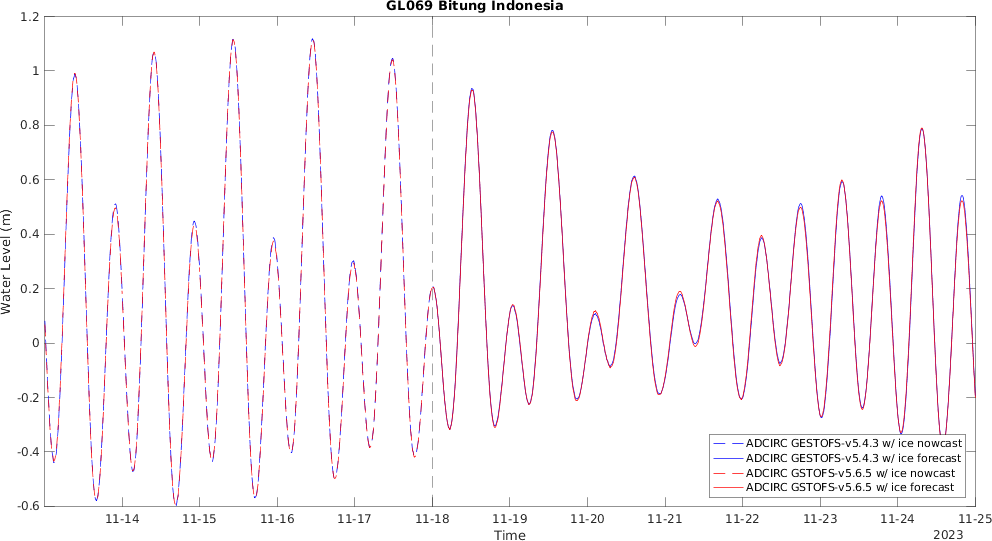 GL069 Bitung Indonesia
1.2
1
0.8
0.6
0.4
0.2
0
-0.2
-0.4
-0.6
Water Level (m)
11-14 11-15 11-16 11-17 11-18 11-19 11-20 11-21 11-22 11-23 11-24 11-25
Time
2023
ADCIRC GESTOFS-v5.4.3 w/ ice nowcast
ADCIRC GESTOFS-v5.4.3 w/ ice forecast
ADCIRC GSTOFS-v5.6.5 w/ ice nowcast
ADCIRC GSTOFS-v5.6.5 w/ ice forecast